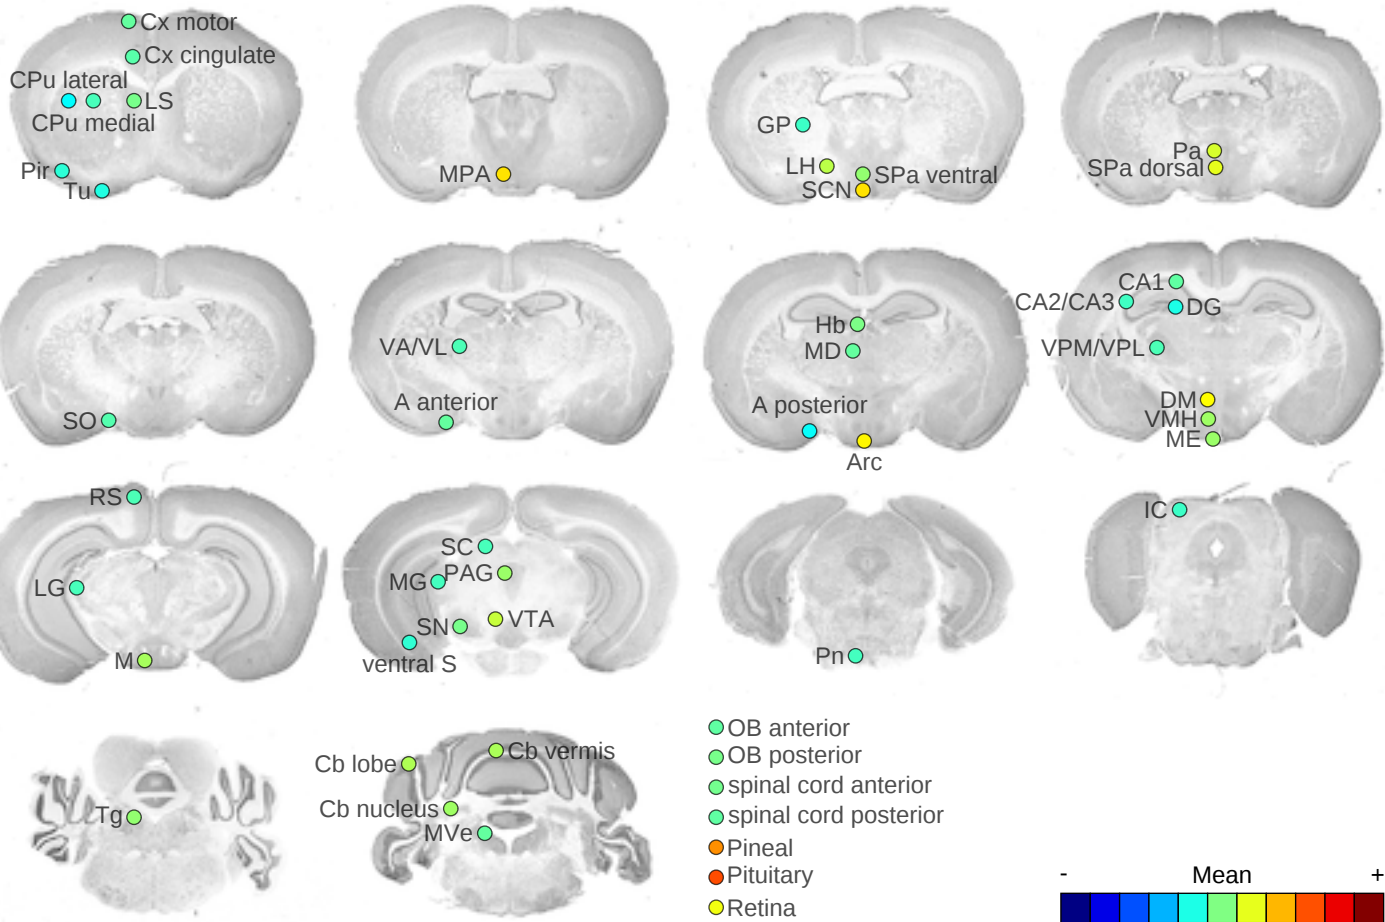 Cx motor
Cx cingulate
CPu lateral
LS
CPu medial
Pir
Tu
MPA
GP
LH
SPa ventral
SCN
Pa
SPa dorsal
SO
VA/VL
A anterior
Hb
MD
A posterior
Arc
CA1
CA2/CA3
DG
VPM/VPL
DM
VMH
ME
RS
LG
M
SC
MG
PAG
SN
VTA
ventral S
Pn
IC
Tg
Cb lobe
Cb vermis
Cb nucleus
MVe
OB anterior
OB posterior
spinal cord anterior
spinal cord posterior
Pineal
Pituitary
Retina
- Mean +